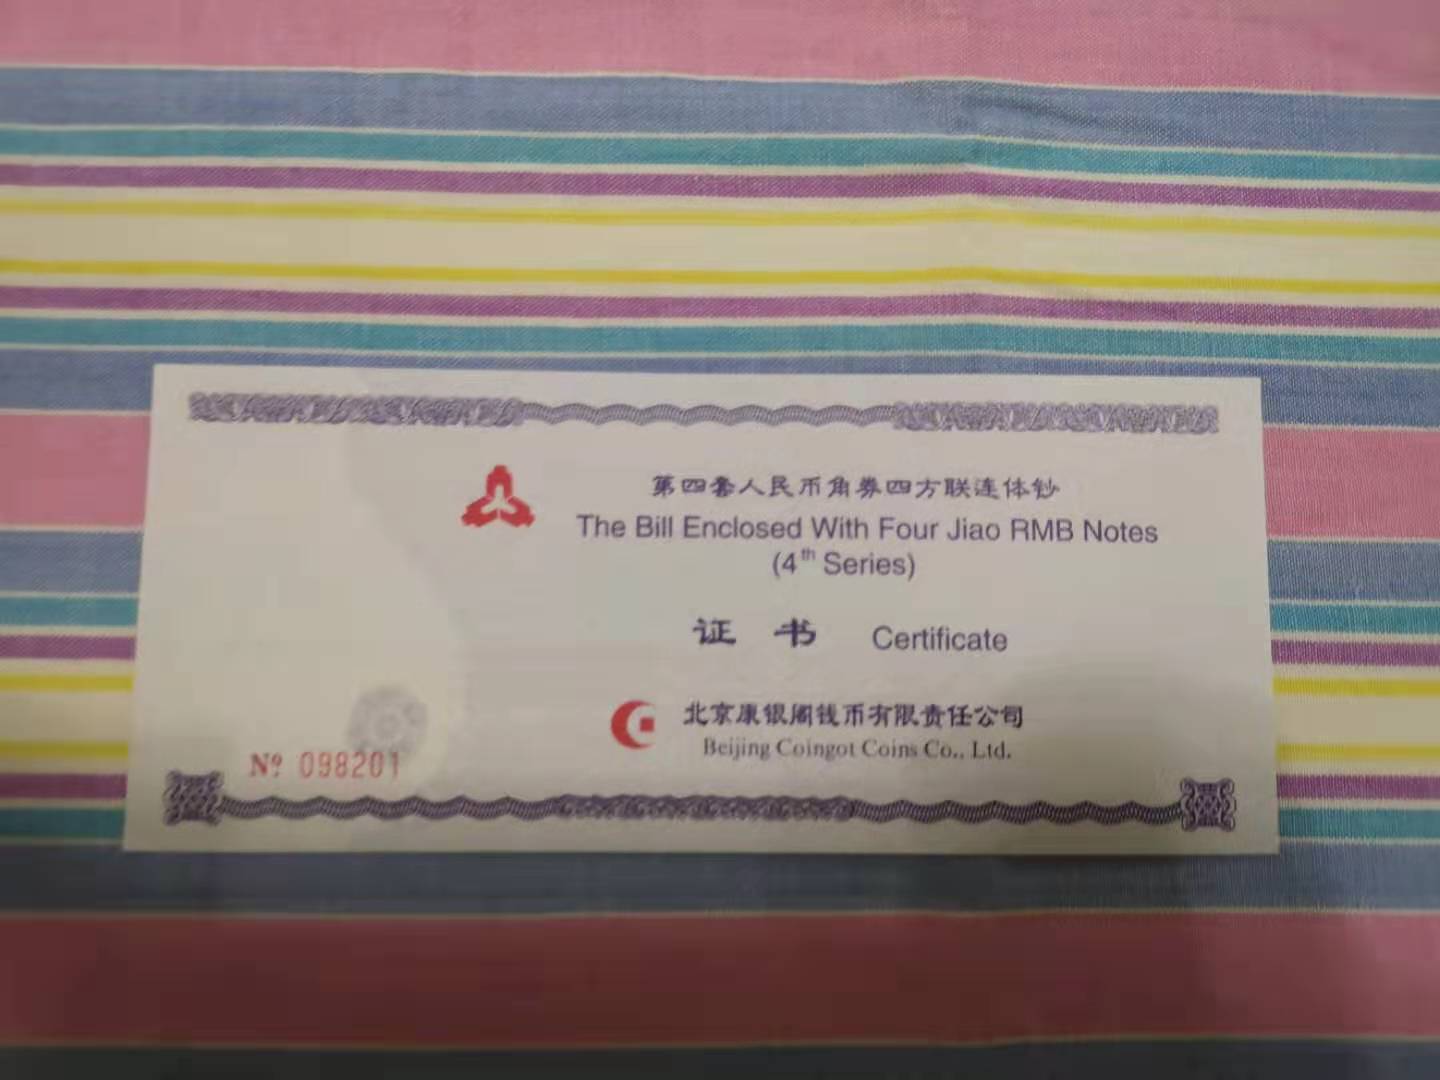 第四套人民币角券四方联连体钞
The Bill Enclosed With Four Jiao RMB Notes
(4th Series)
证 书 Certificate
北京康银阁钱币有限责任公司
Beijing Coingot Coins Co., Ltd.
Nº 098201